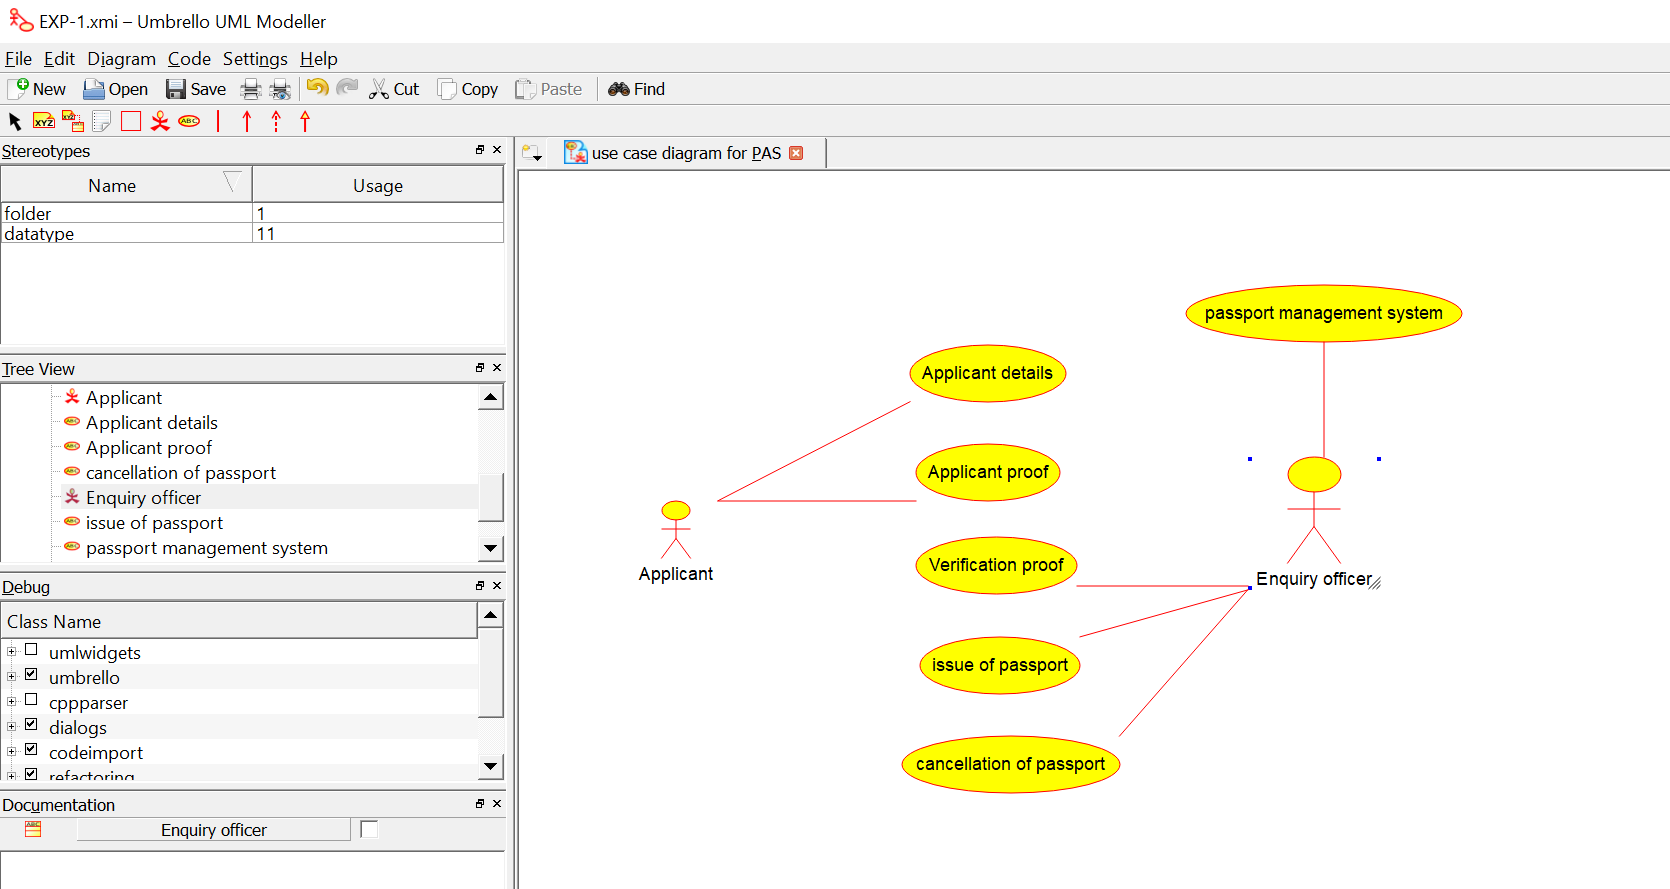 EXP-1.xmi – Umbrello UML Modeller
File Edit Diagram Code Settings Help
New Open Save Cut Copy Paste Find
XYZ XYZ ABC
Stereotypes
use case diagram for PAS
Name Usage
folder 1
datatype 11
Tree View
Applicant
Applicant details
Applicant proof
cancellation of passport
Enquiry officer
issue of passport
passport management system
Debug
Class Name
umlwidgets
umbrello
cppparser
dialogs
codeimport
refactoring
Documentation
ABC Enquiry officer
passport management system
Applicant details
Applicant proof
Applicant
Verification proof
Enquiry officer
issue of passport
cancellation of passport